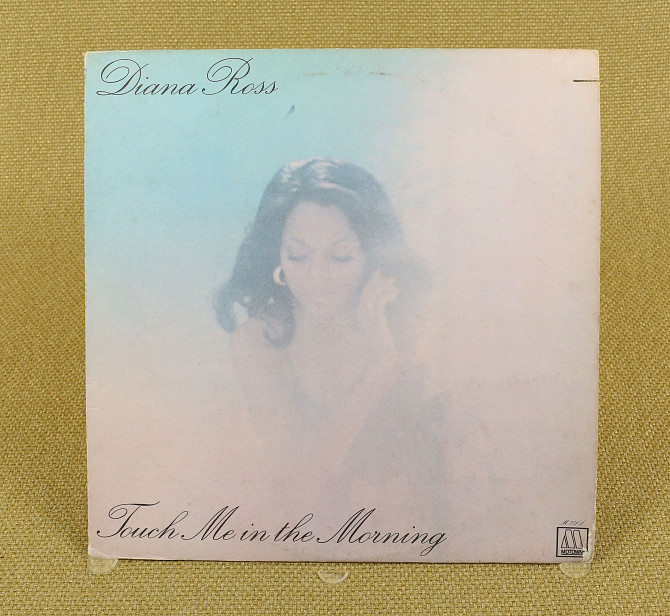 Diana Ross
Touch Me in the Morning
MOTOWN